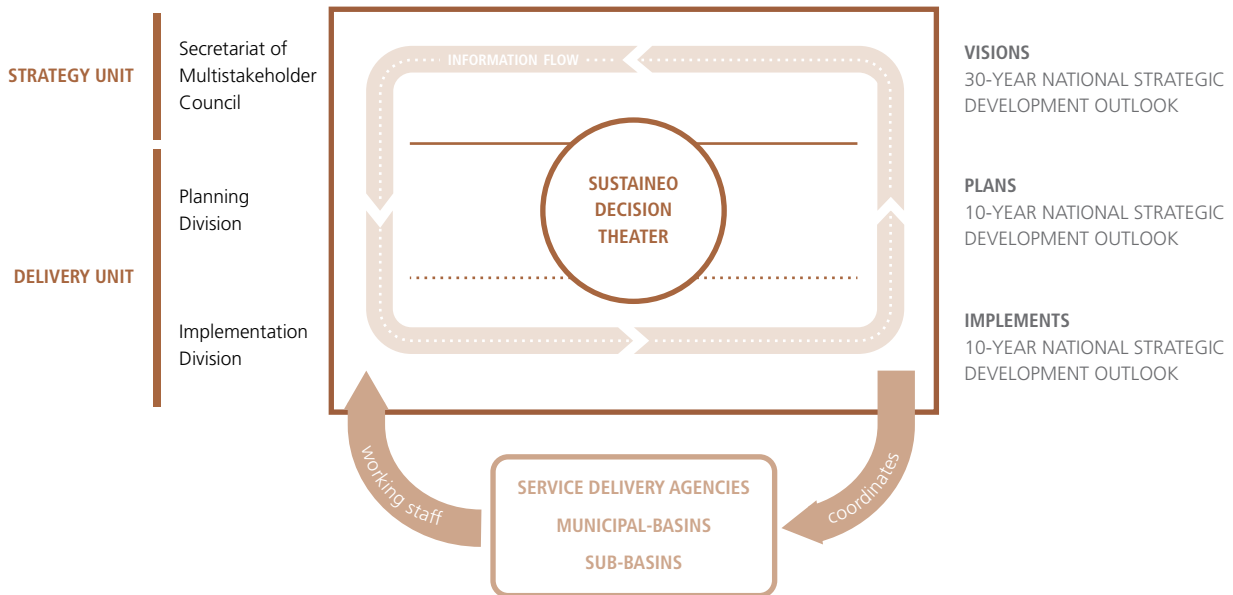 STRATEGY UNIT
Secretariat of
Multistakeholder
Council
DELIVERY UNIT
Planning
Division
Implementation
Division
INFORMATION FLOW
SUSTAINEO
DECISION
THEATER
VISIONS
30-YEAR NATIONAL STRATEGIC
DEVELOPMENT OUTLOOK
PLANS
10-YEAR NATIONAL STRATEGIC
DEVELOPMENT OUTLOOK
IMPLEMENTS
10-YEAR NATIONAL STRATEGIC
DEVELOPMENT OUTLOOK
working staff
SERVICE DELIVERY AGENCIES
MUNICIPAL-BASINS
SUB-BASINS
coordinates